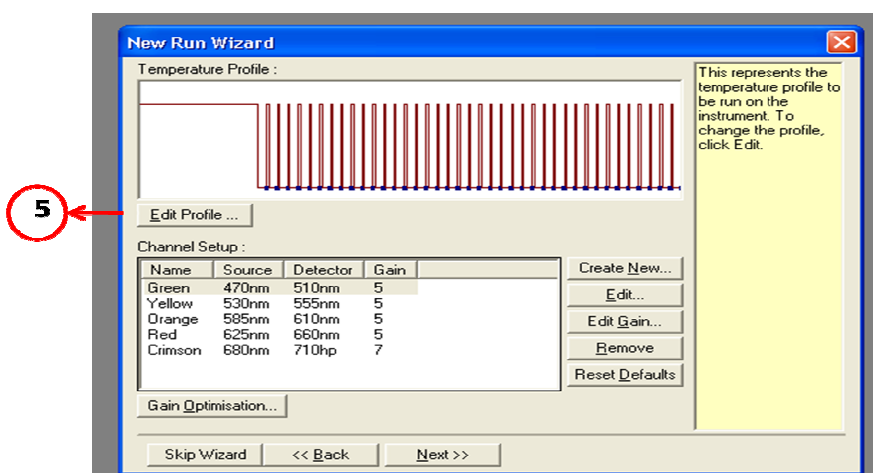 New Run Wizard
Temperature Profile :
This represents the
temperature profile to
be run on the
instrument. To
change the profile,
click Edit.
5
Edit Profile ...
Channel Setup :
Name Source Detector Gain
Green 470nm 510nm 5
Yellow 530nm 555nm 5
Orange 585nm 610nm 5
Red 625nm 660nm 5
Crimson 680nm 710hp 7
Create New...
Edit...
Edit Gain...
Remove
Reset Defaults
Gain Optimisation...
Skip Wizard << Back Next >>